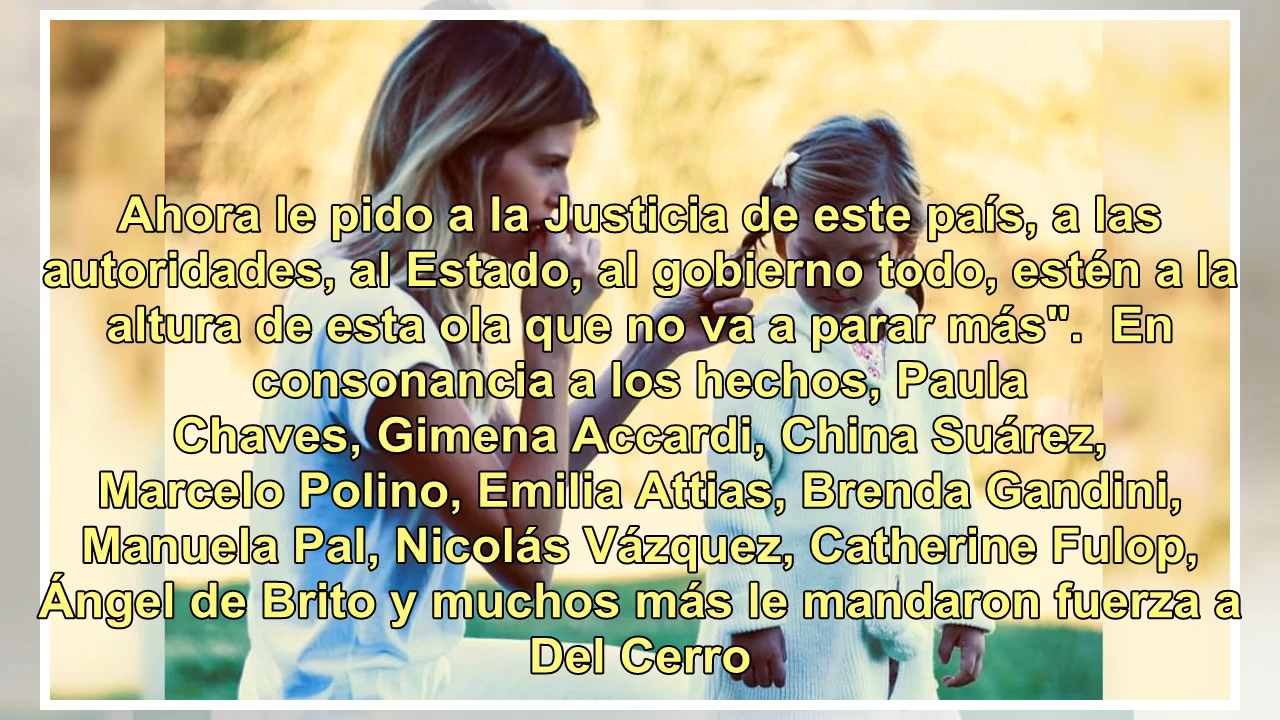 Ahora le pido a la Justicia de este país, a las
autoridades, al Estado, al gobierno todo, estén a la
altura de esta ola que no va a parar más".  En
consonancia a los hechos, Paula
Chaves, Gimena Accardi, China Suárez,
Marcelo Polino, Emilia Attias, Brenda Gandini,
Manuela Pal, Nicolás Vázquez, Catherine Fulop,
Ángel de Brito y muchos más le mandaron fuerza a
Del Cerro